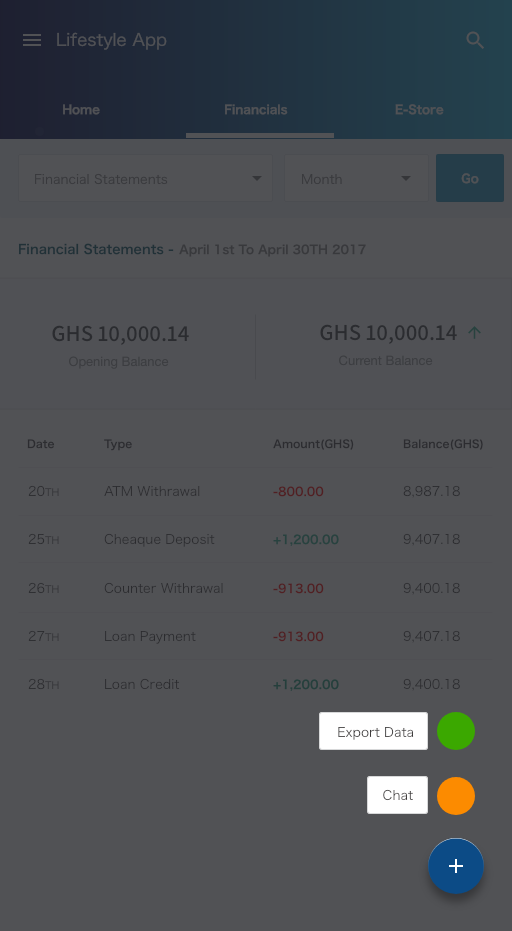 Lifestyle App
Home Financials E-Store
Financial Statements Month Go
Financial Statements - April 1st To April 30TH 2017
GHS 10,000.14 GHS 10,000.14
Opening Balance Current Balance
Date Type Amount(GHS) Balance(GHS)
20TH ATM Withrawal -800.00 8,987.18
25TH Cheaque Deposit +1,200.00 9,407.18
26TH Counter Withrawal -913.00 9,400.18
27TH Loan Payment -913.00 9,407.18
28TH Loan Credit +1,200.00 9,400.18
Export Data
Chat